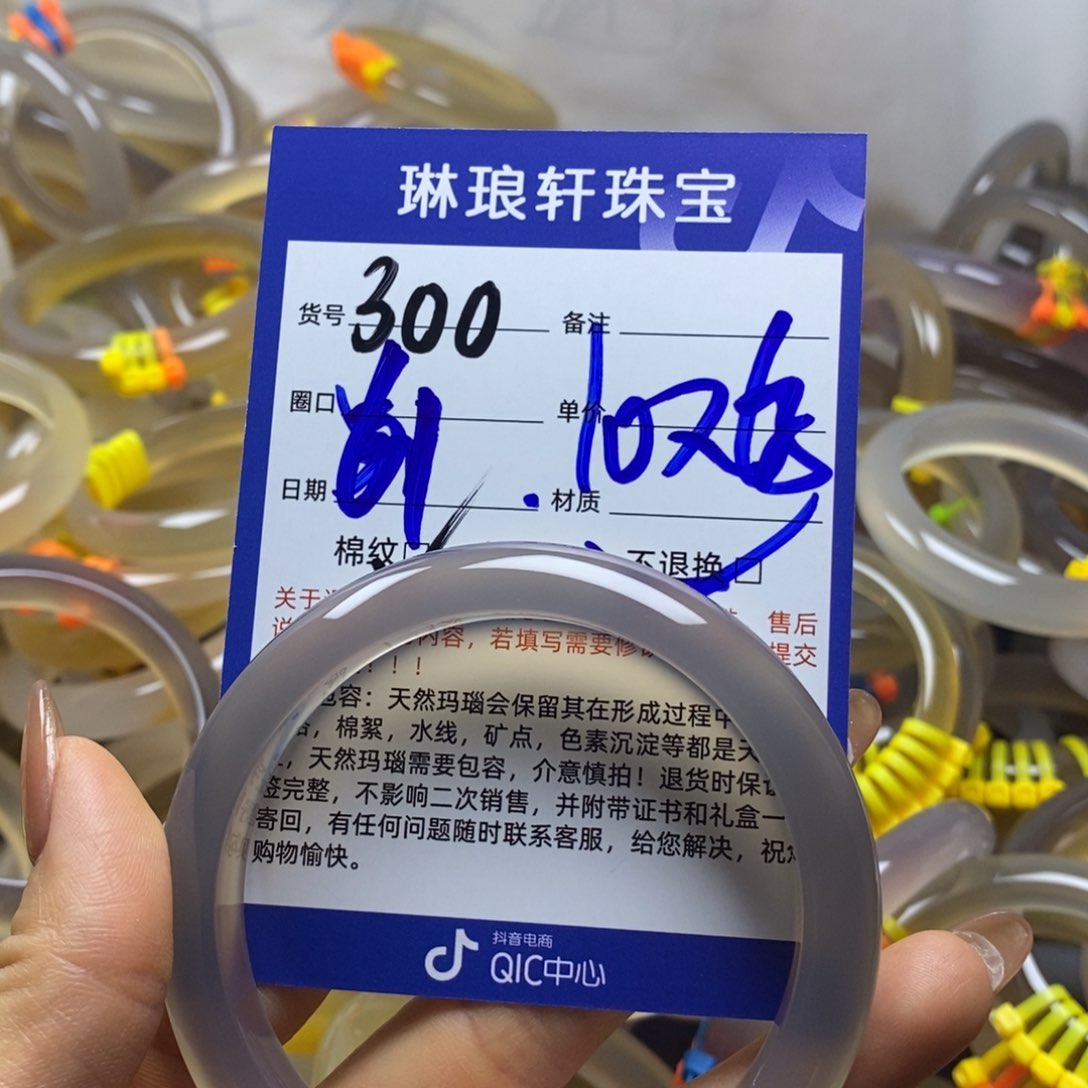 琳琅轩珠宝
货号 300 备注
圈口 61 单价
日期 材质
棉纹 不退换
关于 售后
内容，若填写需要修 提交
！！！
包容：天然玛瑙会保留其在形成过程中
，棉絮，水线，矿点，色素沉淀等都是天
，天然玛瑙需要包容，介意慎拍！退货时保证
签完整，不影响二次销售，并附带证书和礼盒一
寄回，有任何问题随时联系客服，给您解决，祝您
购物愉快。
抖音电商
QIC中心